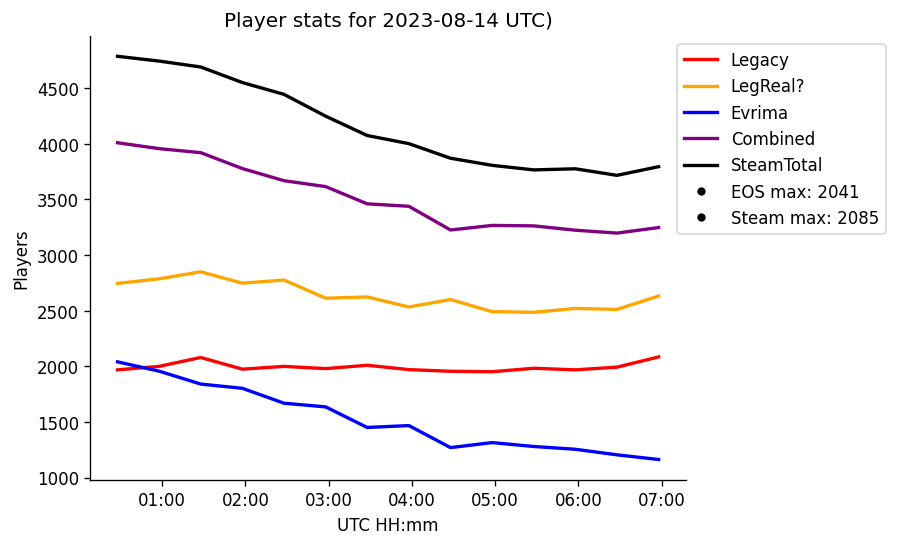 Player stats for 2023-08-14 UTC)
Legacy
LegReal?
Evrima
Combined
SteamTotal
EOS max: 2041
Steam max: 2085
Players
4500
4000
3500
3000
2500
2000
1500
1000
01:00 02:00 03:00 04:00 05:00 06:00 07:00
UTC HH:mm